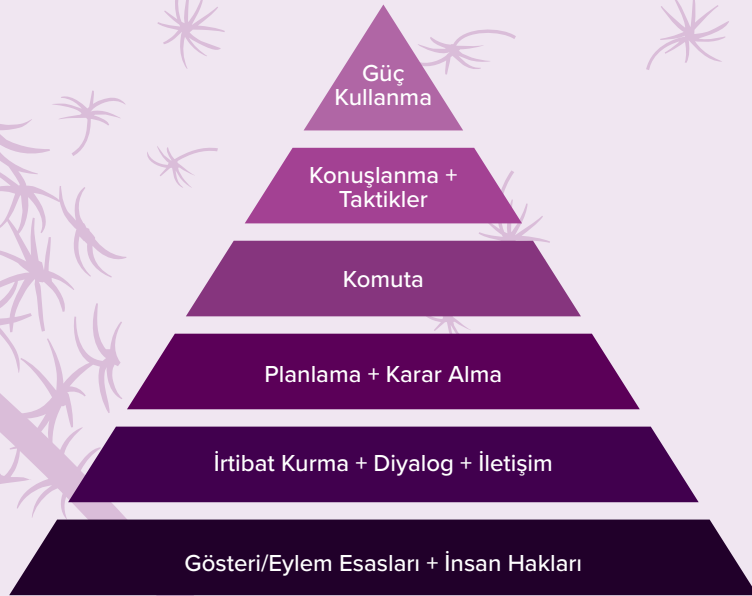 Güç
Kullanma
Konuşlanma +
Taktikler
Komuta
Planlama + Karar Alma
İrtibat Kurma + Diyalog + İletişim
Gösteri/Eylem Esasları + İnsan Hakları